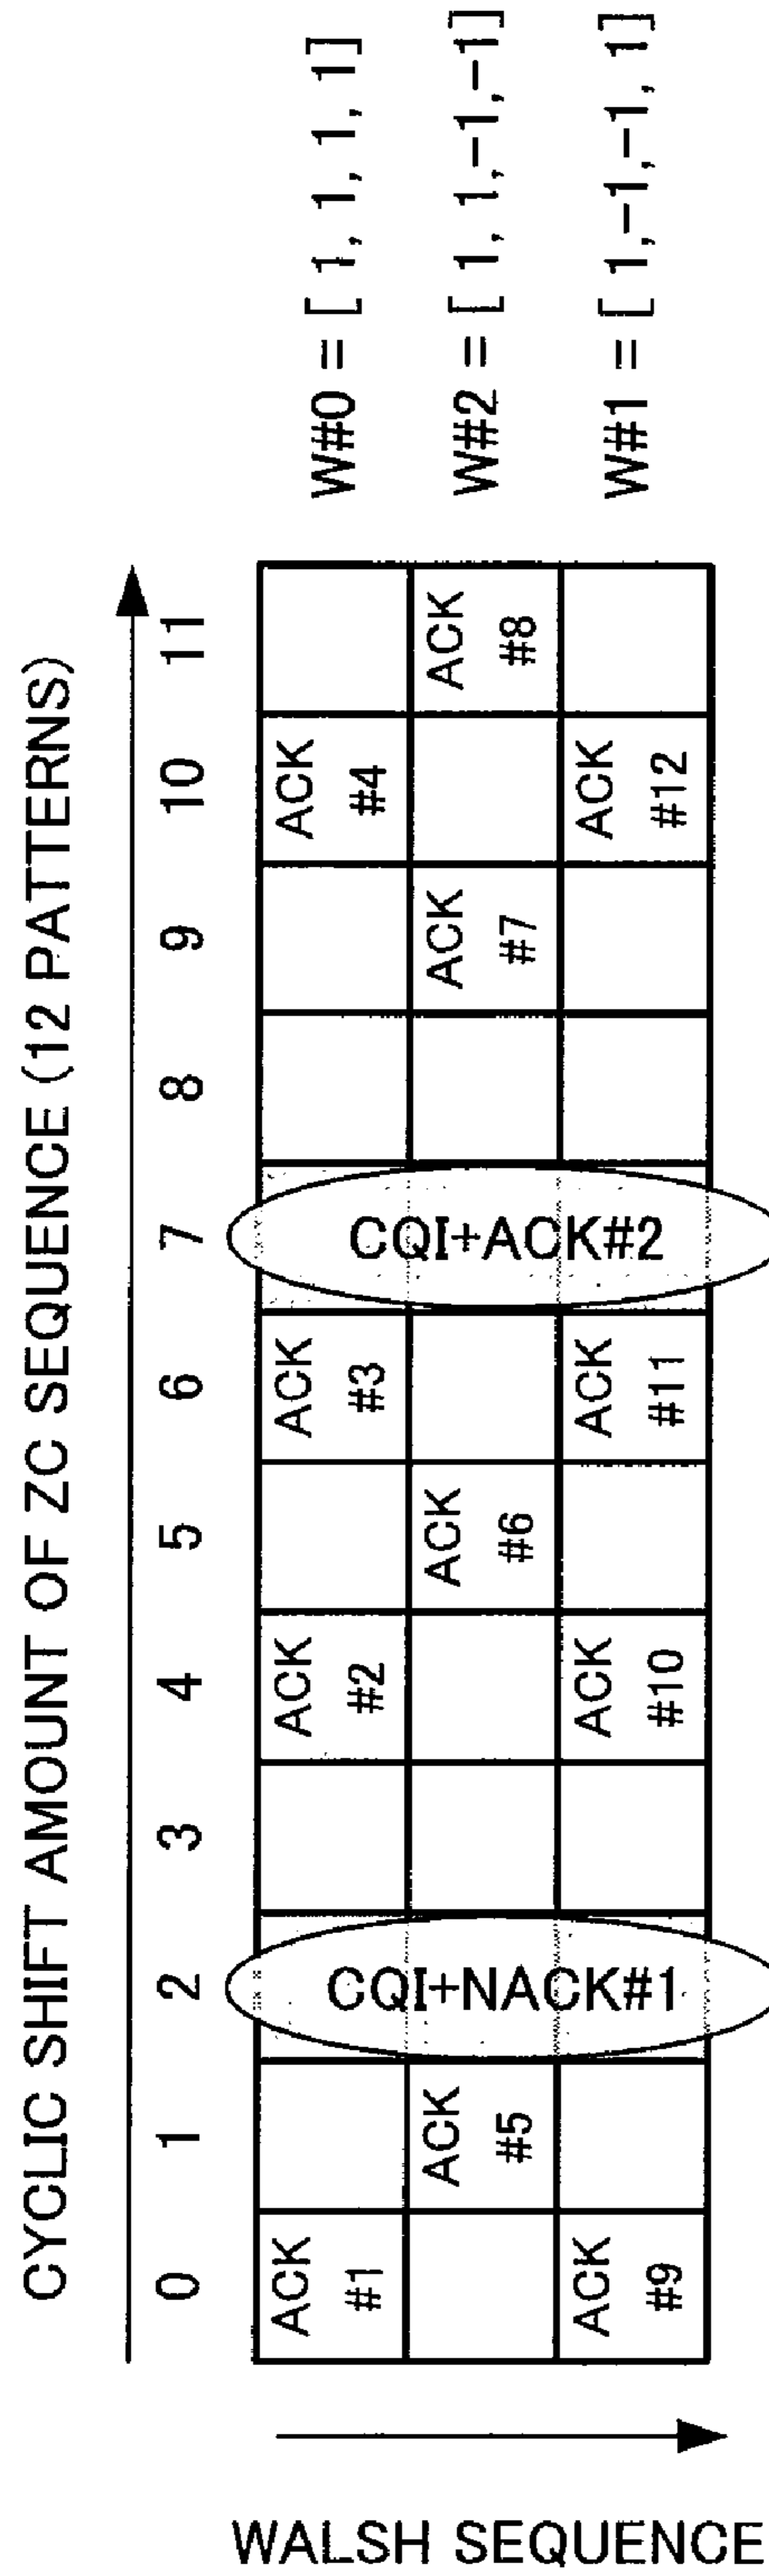 CYCLIC SHIFT AMOUNT OF ZC SEQUENCE (12 PATTERNS)
0 1 2 3 4 5 6 7 8 9 10 11
ACK #1 ACK #2 ACK #3 ACK #4 W#0 = [ 1, 1, 1, 1]
ACK #5 ACK #6 ACK #7 ACK #8 W#2 = [ 1, 1,-1,-1]
ACK #9 ACK #10 ACK #11 ACK #12 W#1 = [ 1,-1,-1, 1]
CQI+NACK#1
CQI+ACK#2
WALSH SEQUENCE